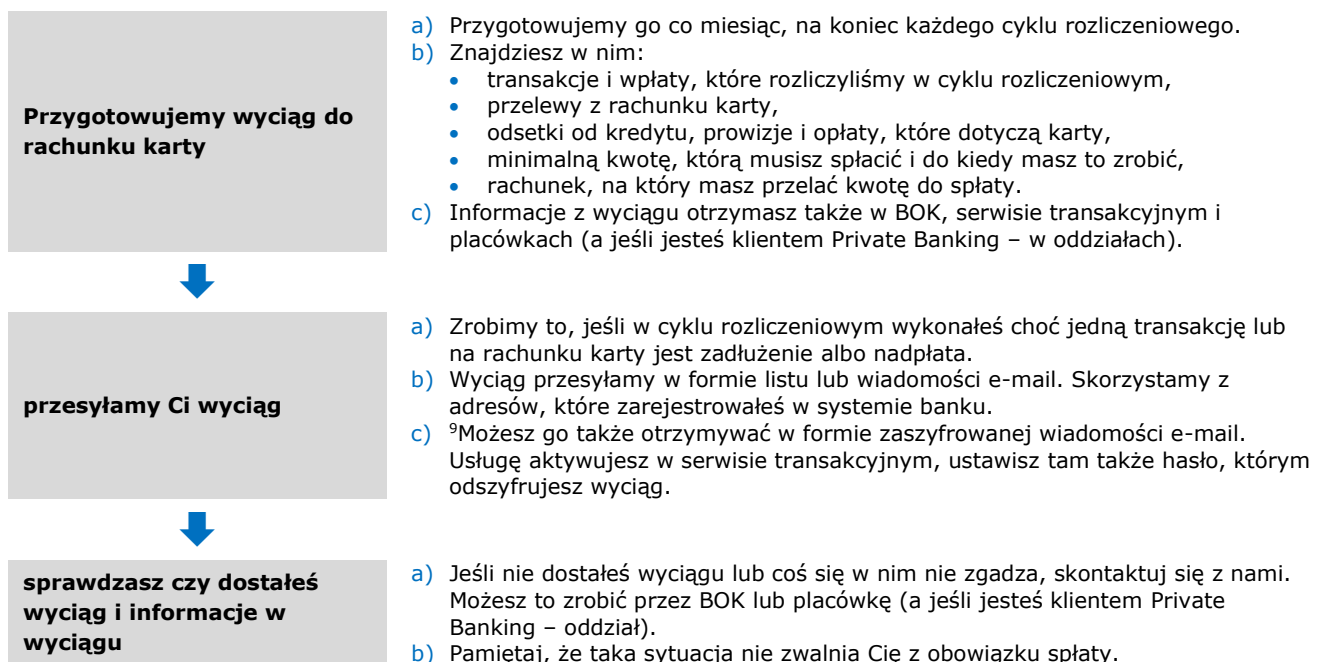 Przygotowujemy wyciąg do
rachunku karty
a) Przygotowujemy go co miesiąc, na koniec każdego cyklu rozliczeniowego.
b) Znajdziesz w nim:
• transakcje i wpłaty, które rozliczyliśmy w cyklu rozliczeniowym,
• przelewy z rachunku karty,
• odsetki od kredytu, prowizje i opłaty, które dotyczą karty,
• minimalną kwotę, którą musisz spłacić i do kiedy masz to zrobić,
• rachunek, na który masz przelać kwotę do spłaty.
c) Informacje z wyciągu otrzymasz także w BOK, serwisie transakcyjnym i
placówkach (a jeśli jesteś klientem Private Banking – w oddziałach).
przesyłamy Ci wyciąg
a) Zrobimy to, jeśli w cyklu rozliczeniowym wykonałeś choć jedną transakcję lub
na rachunku karty jest zadłużenie albo nadpłata.
b) Wyciąg przesyłamy w formie listu lub wiadomości e-mail. Skorzystamy z
adresów, które zarejestrowałeś w systemie banku.
c) ⁹Możesz go także otrzymywać w formie zaszyfrowanej wiadomości e-mail.
Usługę aktywujesz w serwisie transakcyjnym, ustawisz tam także hasło, którym
odszyfrujesz wyciąg.
sprawdzasz czy dostałeś
wyciąg i informacje w
wyciągu
a) Jeśli nie dostałeś wyciągu lub coś się w nim nie zgadza, skontaktuj się z nami.
Możesz to zrobić przez BOK lub placówkę (a jeśli jesteś klientem Private
Banking – oddział).
b) Pamiętaj, że taka sytuacja nie zwalnia Cię z obowiązku spłaty.